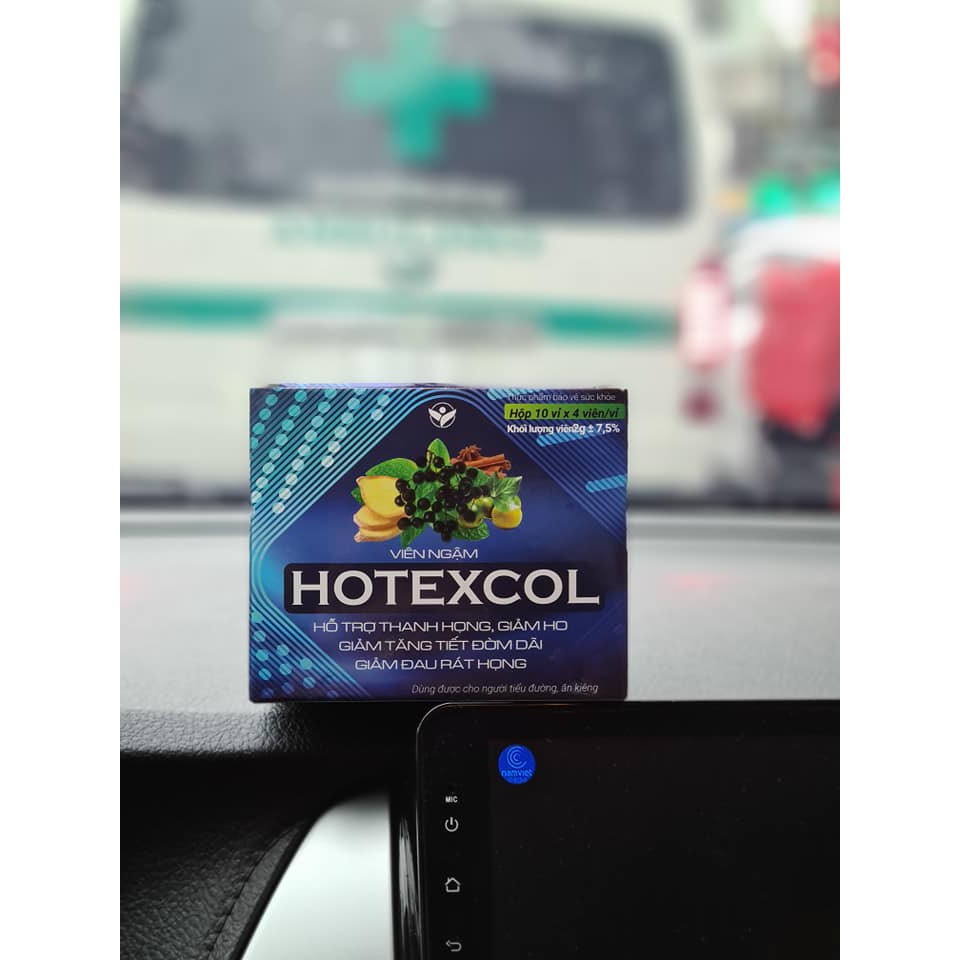 Thực phẩm bảo vệ sức khỏe
Hộp 10 vỉ x 4 viên/vỉ
Khối lượng viên2g ± 7,5%
VIÊN NGẬM
HOTEXCOL
HỖ TRỢ THANH HỌNG, GIẢM HO
GIẢM TĂNG TIẾT ĐỜM DÃI
GIẢM ĐAU RÁT HỌNG
Dùng được cho người tiểu đường, ăn kiêng
namviet
MIC